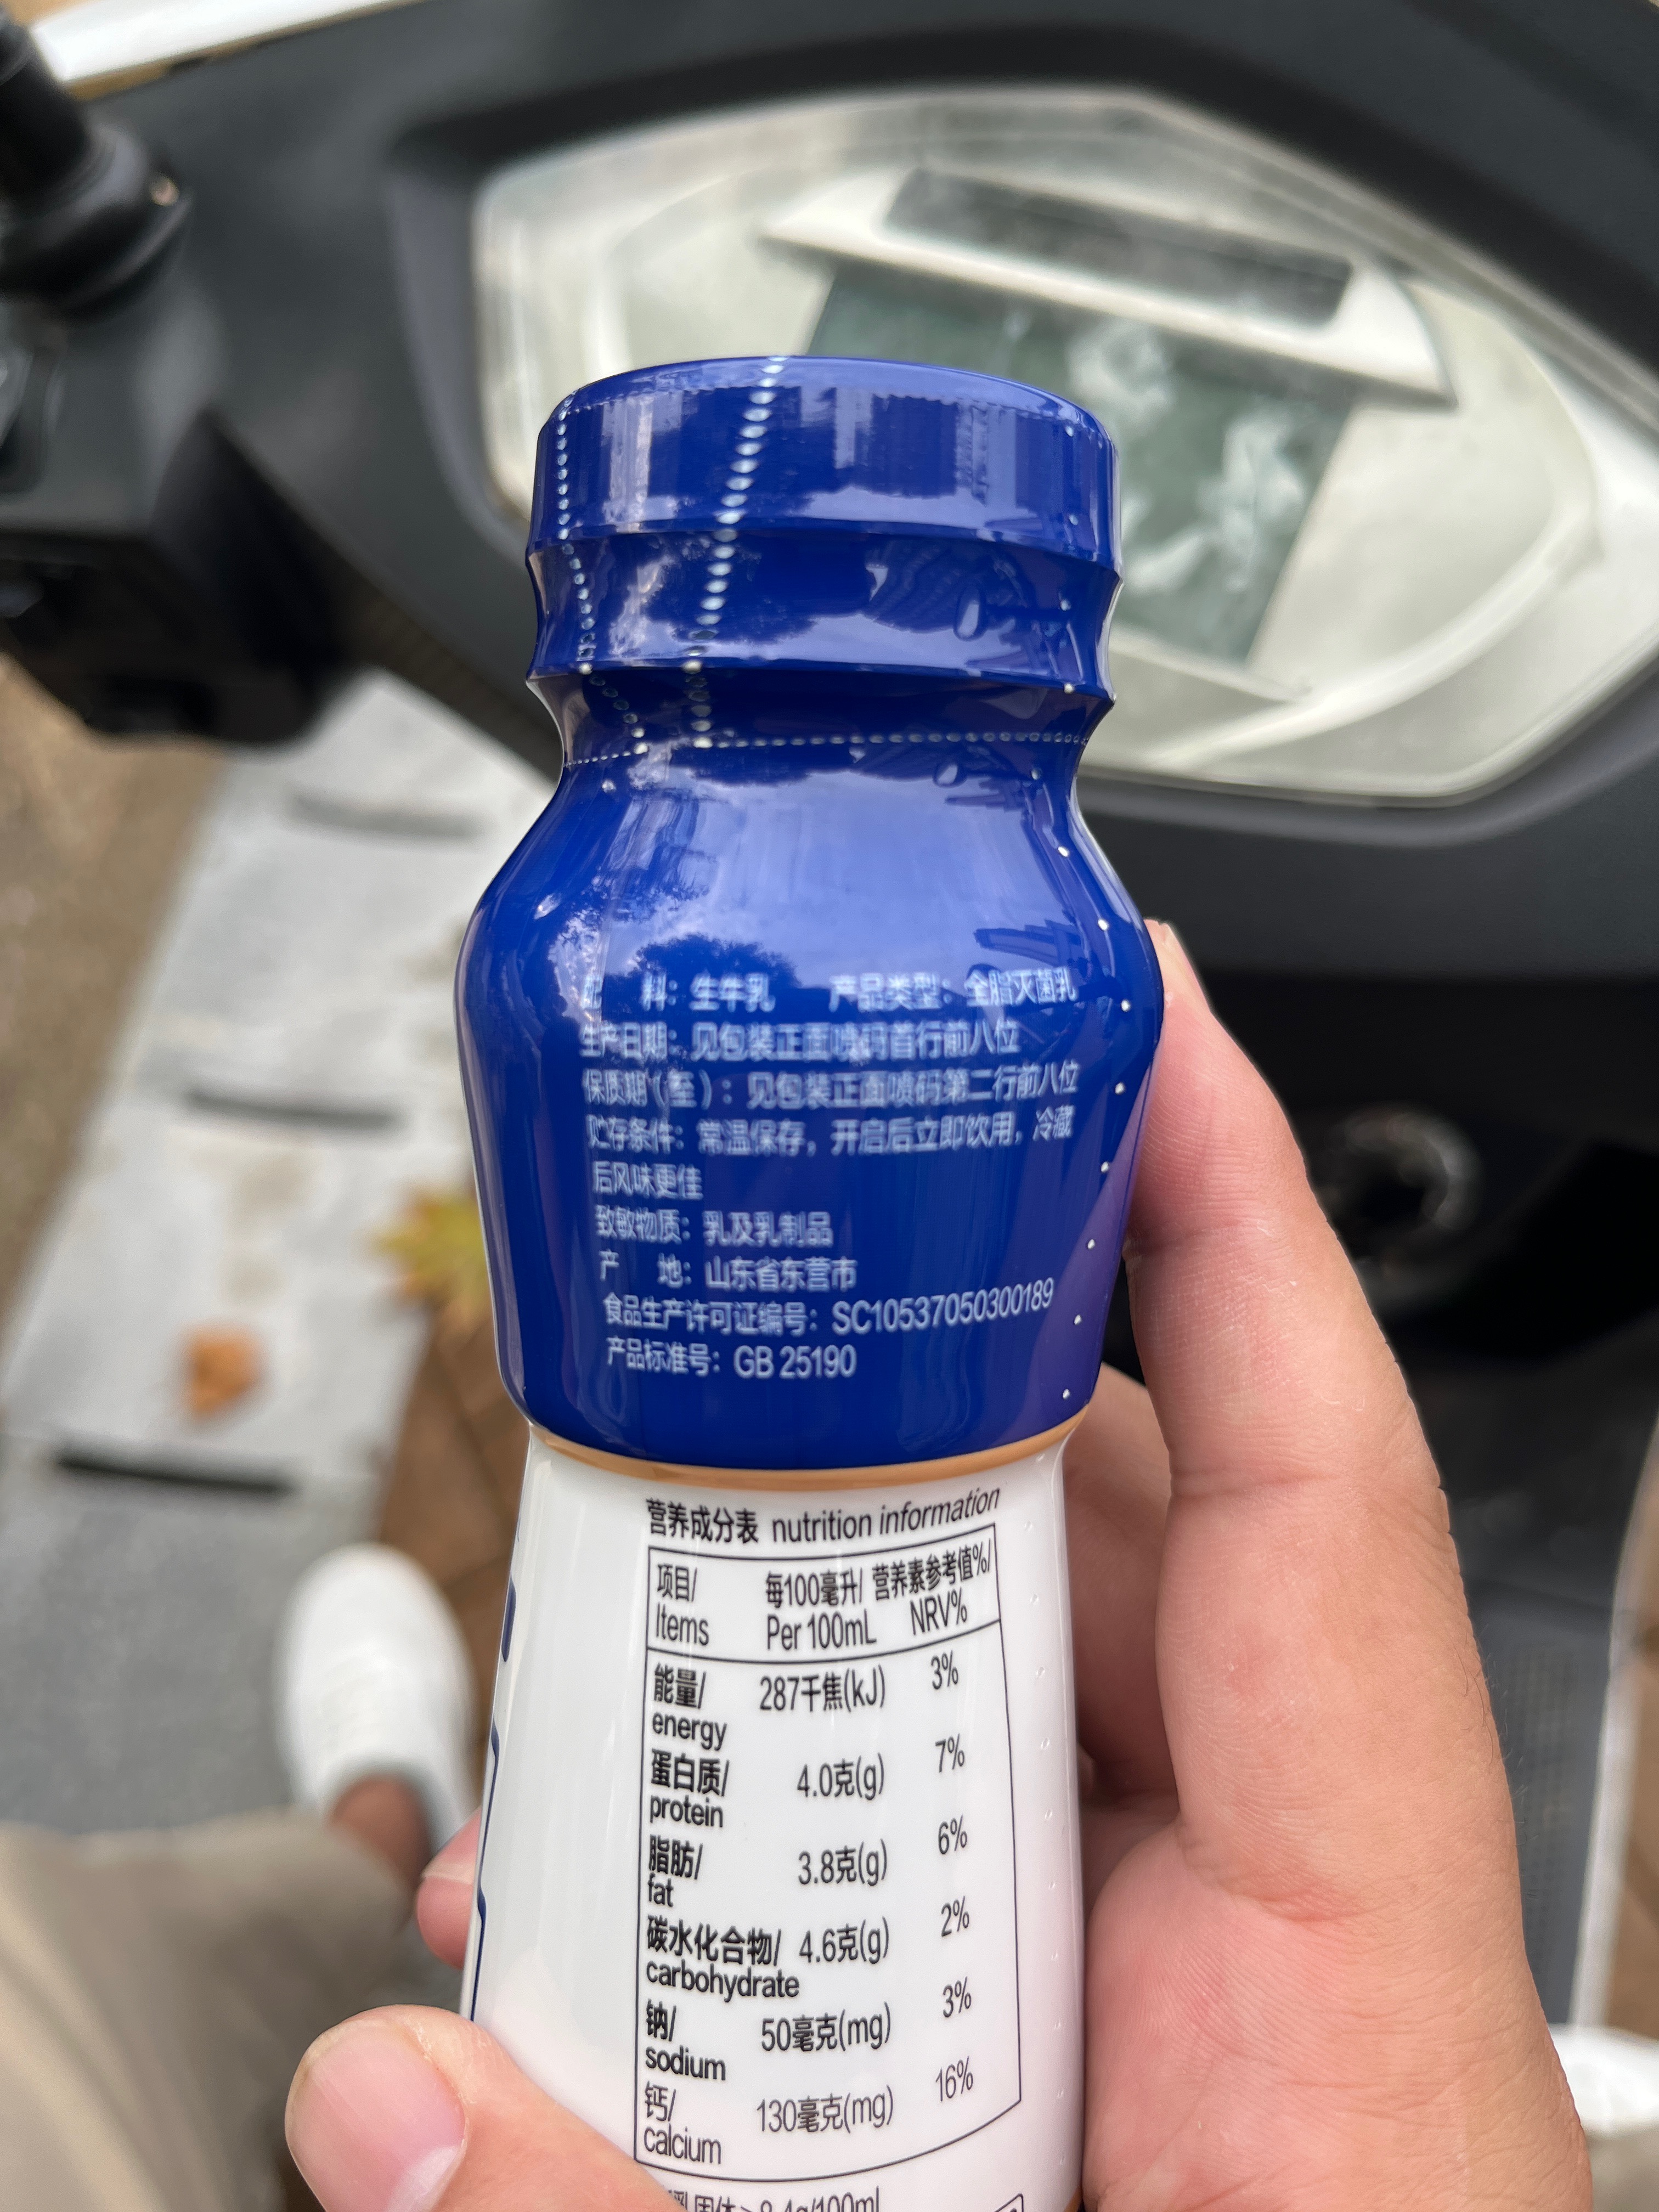 料：生牛乳 产品类型：全脂灭菌乳
生产日期：见包装正面喷码首行前八位
保质期（至）：见包装正面喷码第二行前八位
贮存条件：常温保存，开启后立即饮用，冷藏
后风味更佳
致敏物质：乳及乳制品
产 地：山东省东营市
食品生产许可证编号：SC10537050300189
产品标准号：GB 25190
营养成分表 nutrition information
项目/ 每100毫升/ 营养素参考值%/
Items Per 100mL NRV%
能量/ 287千焦(kJ) 3%
energy
蛋白质/ 4.0克(g) 7%
protein
脂肪/ 3.8克(g) 6%
fat
碳水化合物/ 4.6克(g) 2%
carbohydrate
钠/ 50毫克(mg) 3%
sodium
钙/ 130毫克(mg) 16%
calcium